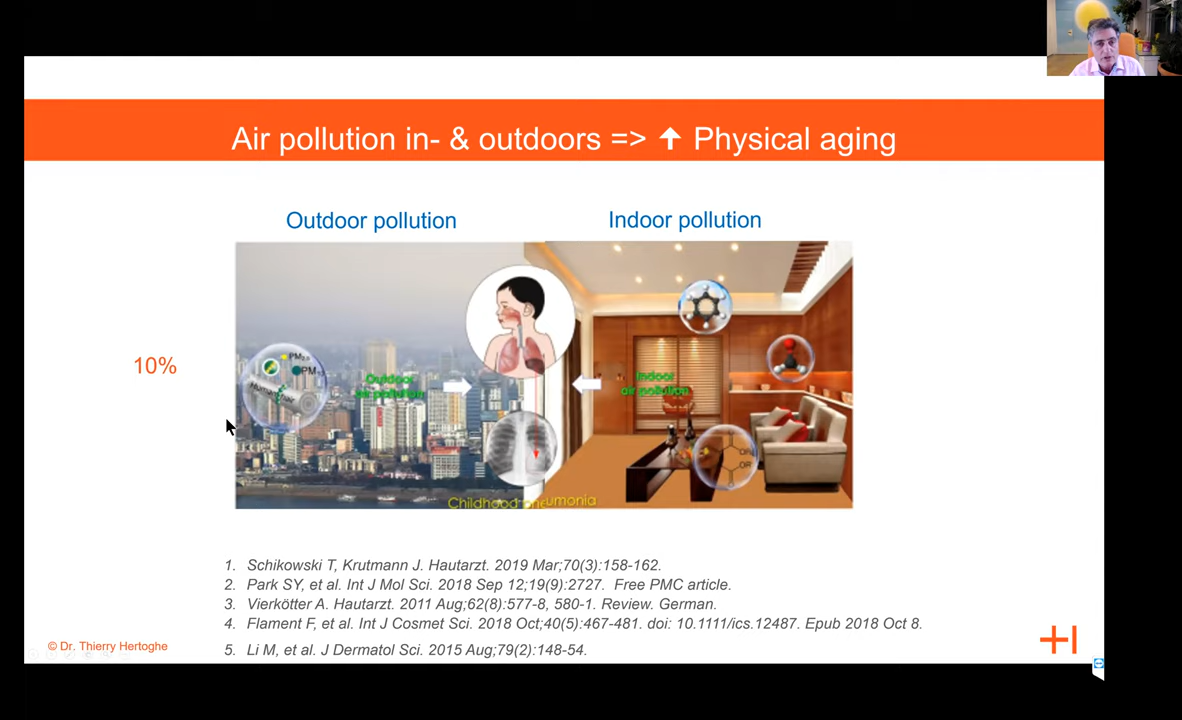 Air pollution in- & outdoors => ↑ Physical aging
Outdoor pollution
Indoor pollution
10%
PM2.5
PM
Human hair
Outdoor
air pollution
Indoor
air pollution
OR
Childhood pneumonia
1. Schikowski T, Krutmann J. Hautarzt. 2019 Mar;70(3):158-162.
2. Park SY, et al. Int J Mol Sci. 2018 Sep 12;19(9):2727. Free PMC article.
3. Vierkötter A. Hautarzt. 2011 Aug;62(8):577-8, 580-1. Review. German.
4. Flament F, et al. Int J Cosmet Sci. 2018 Oct;40(5):467-481. doi: 10.1111/ics.12487. Epub 2018 Oct 8.
5. Li M, et al. J Dermatol Sci. 2015 Aug;79(2):148-54.
© Dr. Thierry Hertoghe